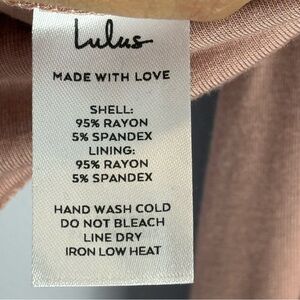 Lulus
MADE WITH LOVE
SHELL:
95% RAYON
5% SPANDEX
LINING:
95% RAYON
5% SPANDEX
HAND WASH COLD
DO NOT BLEACH
LINE DRY
IRON LOW HEAT